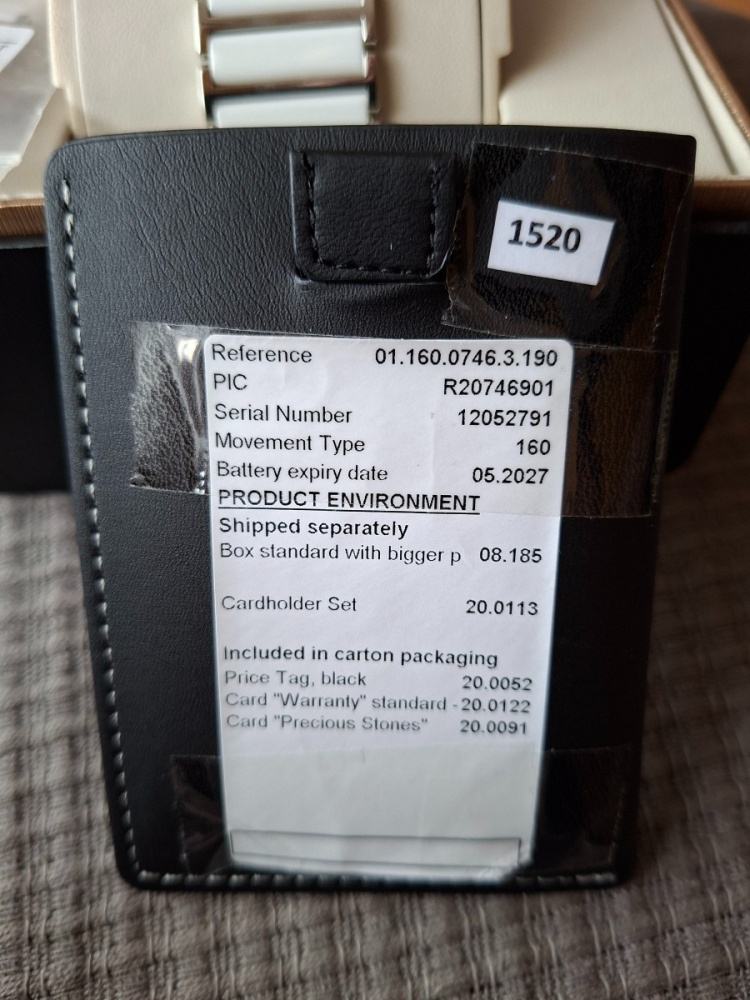 1520
Reference 01.160.0746.3.190
PIC R20746901
Serial Number 12052791
Movement Type 160
Battery expiry date 05.2027
PRODUCT ENVIRONMENT
Shipped separately
Box standard with bigger p 08.185
Cardholder Set 20.0113
Included in carton packaging
Price Tag, black 20.0052
Card "Warranty" standard - 20.0122
Card "Precious Stones" 20.0091